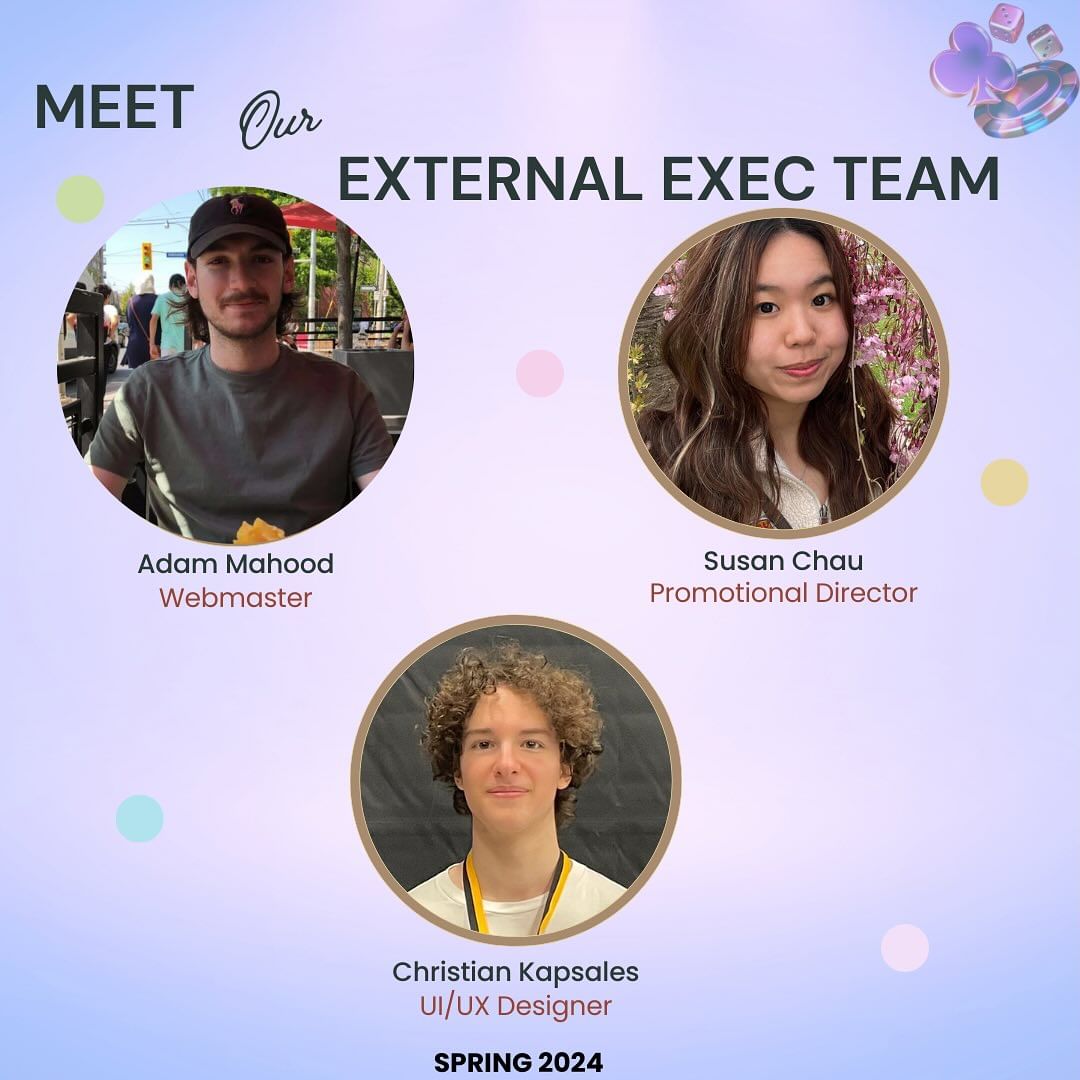 MEET Our
EXTERNAL EXEC TEAM
Adam Mahood
Webmaster
Susan Chau
Promotional Director
Christian Kapsales
UI/UX Designer
SPRING 2024